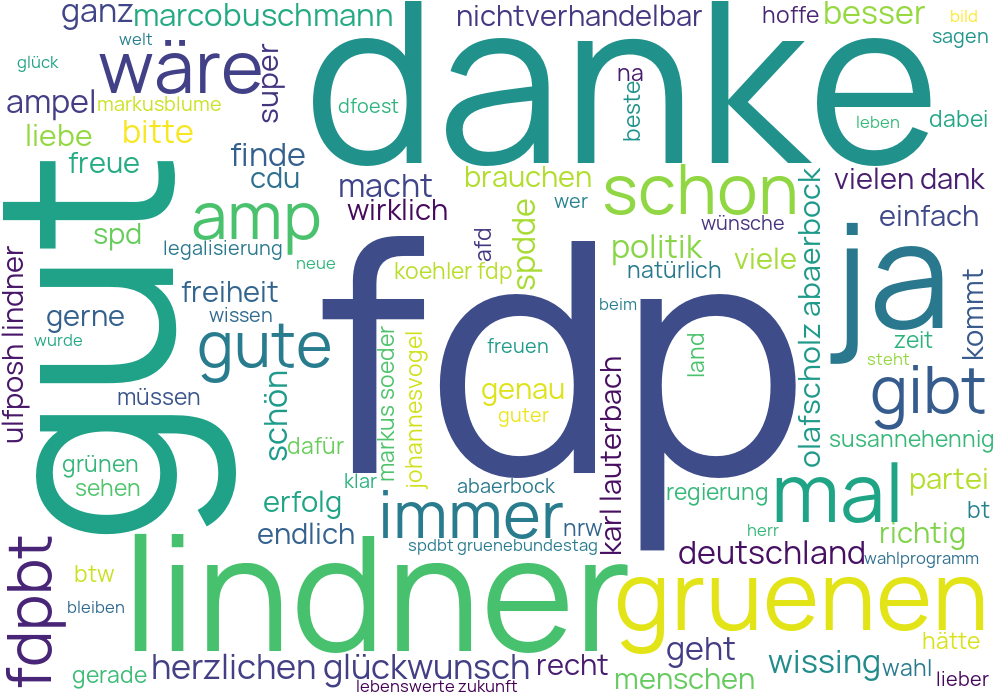 ganz
marcobuschmann
nichtverhandelbar
hoffe
besser
bild
welt
sagen
glück
wäre
super
danke
na
ampel
markusblume
dfoest
beste
leben
dabei
liebe
bitte
freue
finde
cdu
macht
brauchen
schon
vielen dank
wirklich
wer
gut
amp
spdde
wünsche
einfach
spd
legalisierung
afd
politik
viele
ja
neue
koehler fdp
natürlich
olafscholz abaerbock
kommt
ulfposh lindner
freiheit
fdp
beim
gerne
wissen
wurde
gute
freuen
land
zeit
steht
müssen
schön
markus soeder
johannesvogel
genau
guter
karl lauterbach
gibt
dafür
susannehennig
grünen
sehen
klar
abaerbock
regierung
mal
partei
erfolg
immer
nrw
bt
endlich
spdbt gruenebundestag
herr
richtig
fdpbt
lindner
deutschland
wahlprogramm
btw
gruenen
bleiben
hätte
geht
gerade
herzlichen glückwunsch
recht
menschen
wissing
wahl
lieber
lebenswerte zukunft